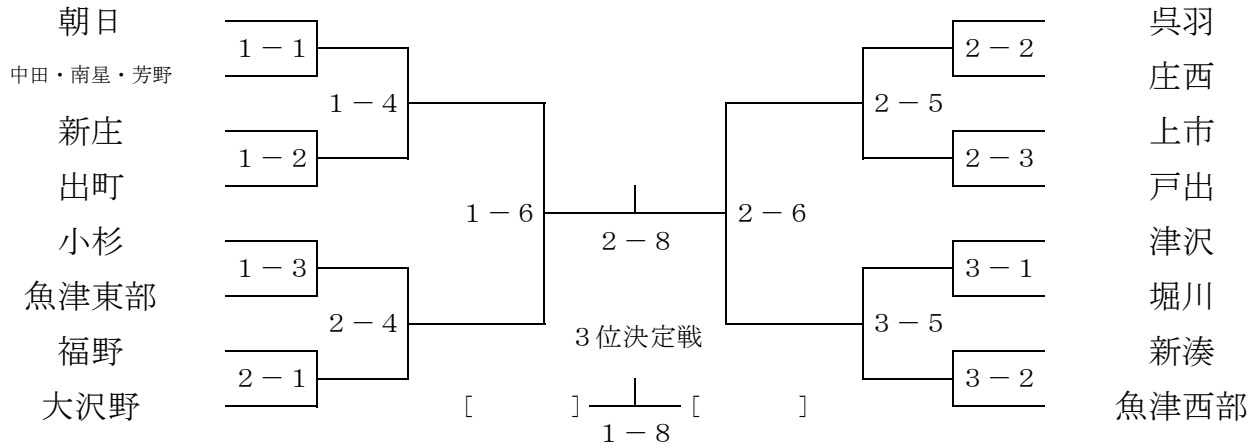 朝日 呉羽
1－1 2－2
中田・南星・芳野 庄西
1－4 2－5
新庄 上市
1－2 2－3
出町 戸出
1－6 2－6
小杉 2－8 津沢
1－3 3－1
魚津東部 堀川
2－4 3－5
3位決定戦
福野 新湊
2－1 3－2
大沢野 [ ] [ ] 魚津西部
1－8